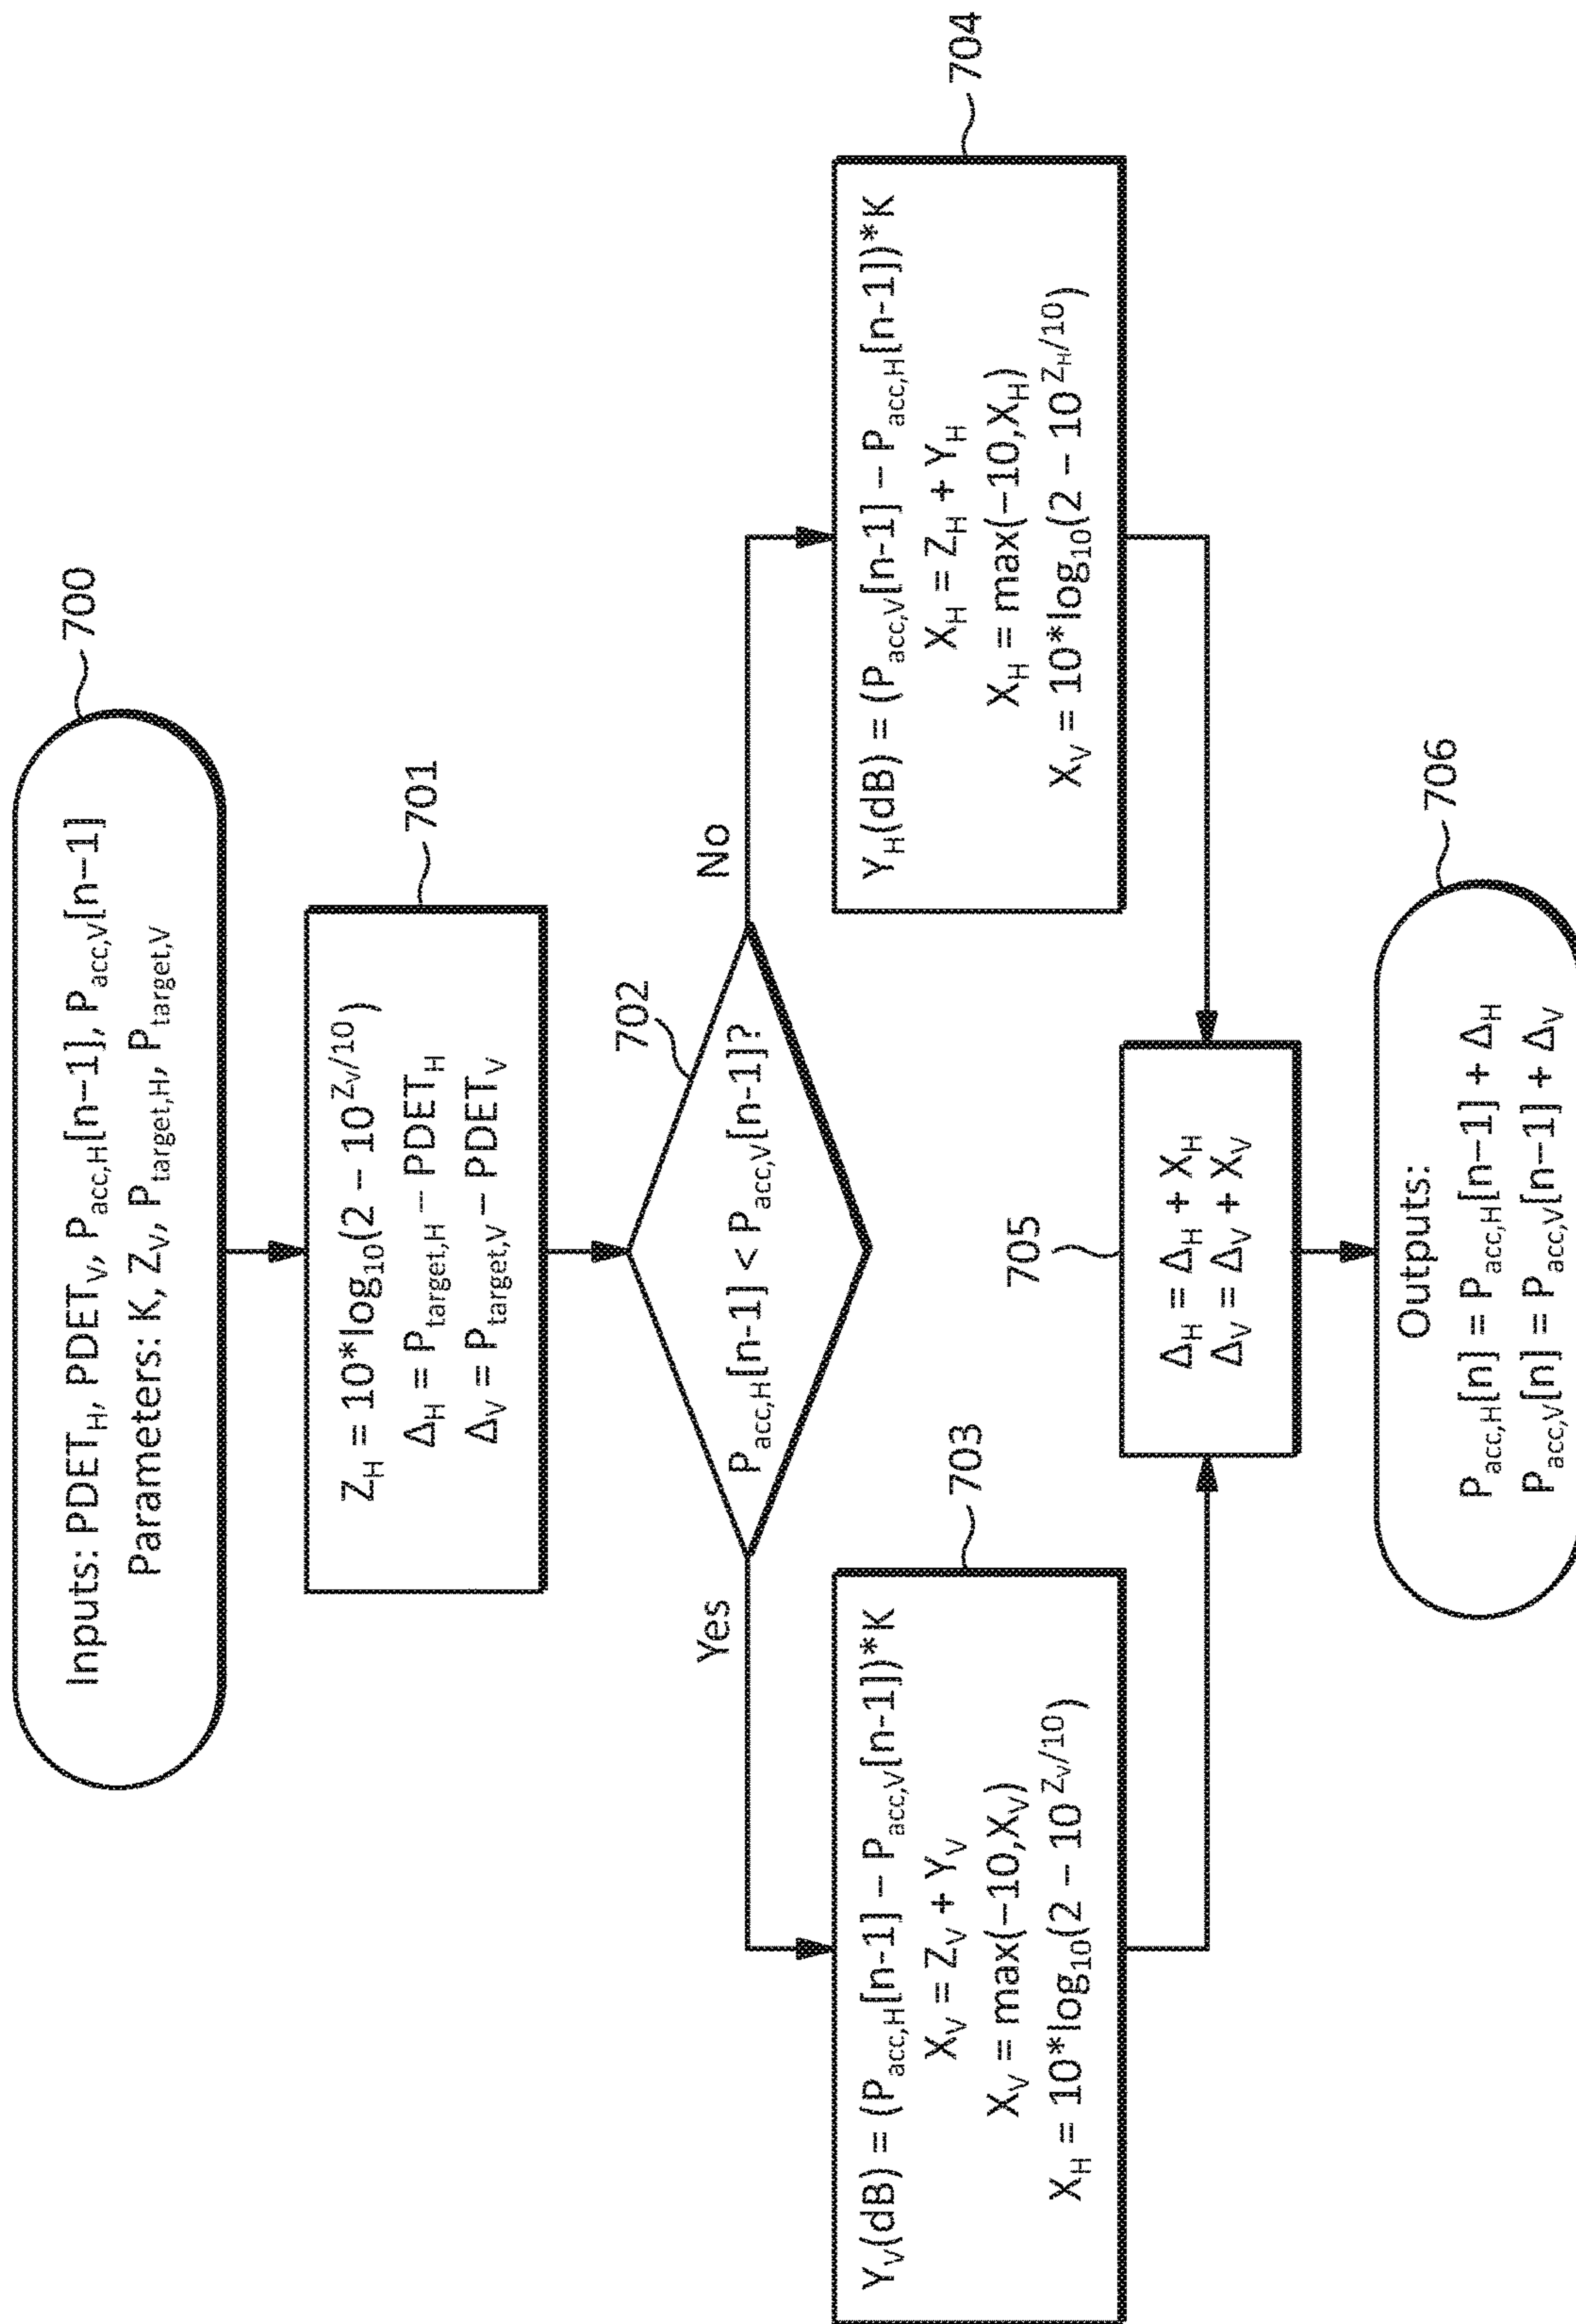 Inputs: PDET_H, PDET_V, P_acc,H[n−1], P_acc,V[n−1]
Parameters: K, Z_V, P_target,H, P_target,V
700
Z_H = 10*log_10(2 − 10^(Z_V/10))
Δ_H = P_target,H − PDET_H
Δ_V = P_target,V − PDET_V
701
P_acc,H[n-1] < P_acc,V[n-1]?
702
Yes
No
Y_V(dB) = (P_acc,H[n-1] − P_acc,V[n-1])*K
X_V = Z_V + Y_V
X_V = max(−10,X_V)
X_H = 10*log_10(2 − 10^(Z_V/10))
703
Y_H(dB) = (P_acc,V[n-1] − P_acc,H[n-1])*K
X_H = Z_H + Y_H
X_H = max(−10,X_H)
X_V = 10*log_10(2 − 10^(Z_H/10))
704
Δ_H = Δ_H + X_H
Δ_V = Δ_V + X_V
705
Outputs:
P_acc,H[n] = P_acc,H[n−1] + Δ_H
P_acc,V[n] = P_acc,V[n−1] + Δ_V
706